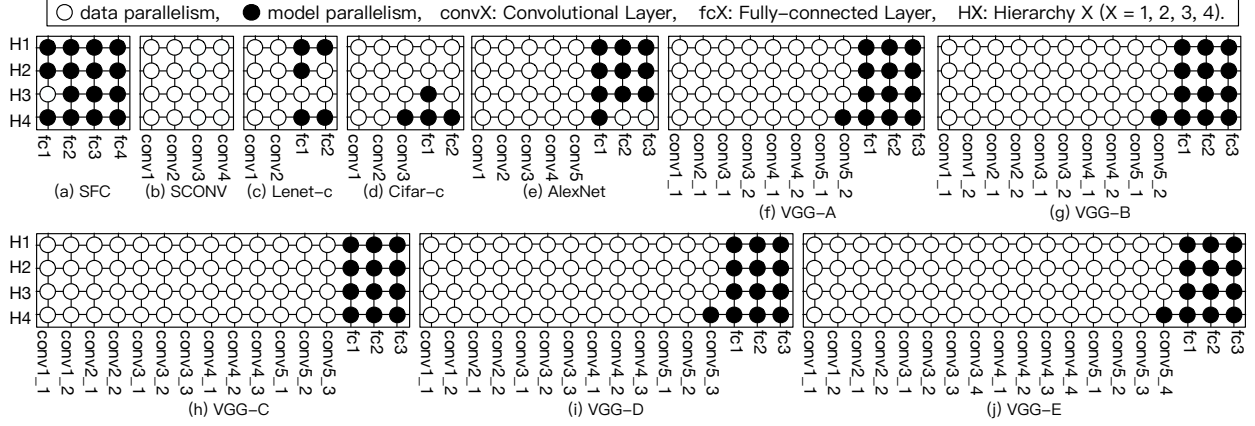 data parallelism, model parallelism, convX: Convolutional Layer, fcX: Fully-connected Layer, HX: Hierarchy X (X = 1, 2, 3, 4).
H1
H2
H3
H4
fc1
fc2
fc3
fc4
(a) SFC
conv1
conv2
conv3
conv4
(b) SCONV
conv1
conv2
fc1
fc2
(c) Lenet-c
conv1
conv2
conv3
fc1
fc2
(d) Cifar-c
conv1
conv2
conv3
conv4
conv5
fc1
fc2
fc3
(e) AlexNet
conv1_1
conv2_1
conv3_1
conv3_2
conv4_1
conv4_2
conv5_1
conv5_2
fc1
fc2
fc3
(f) VGG-A
conv1_1
conv1_2
conv2_1
conv2_2
conv3_1
conv3_2
conv4_1
conv4_2
conv5_1
conv5_2
fc1
fc2
fc3
(g) VGG-B
H1
H2
H3
H4
conv1_1
conv1_2
conv2_1
conv2_2
conv3_1
conv3_2
conv3_3
conv4_1
conv4_2
conv4_3
conv5_1
conv5_2
conv5_3
fc1
fc2
fc3
(h) VGG-C
conv1_1
conv1_2
conv2_1
conv2_2
conv3_1
conv3_2
conv3_3
conv4_1
conv4_2
conv4_3
conv5_1
conv5_2
conv5_3
fc1
fc2
fc3
(i) VGG-D
conv1_1
conv1_2
conv2_1
conv2_2
conv3_1
conv3_2
conv3_3
conv3_4
conv4_1
conv4_2
conv4_3
conv4_4
conv5_1
conv5_2
conv5_3
conv5_4
fc1
fc2
fc3
(j) VGG-E